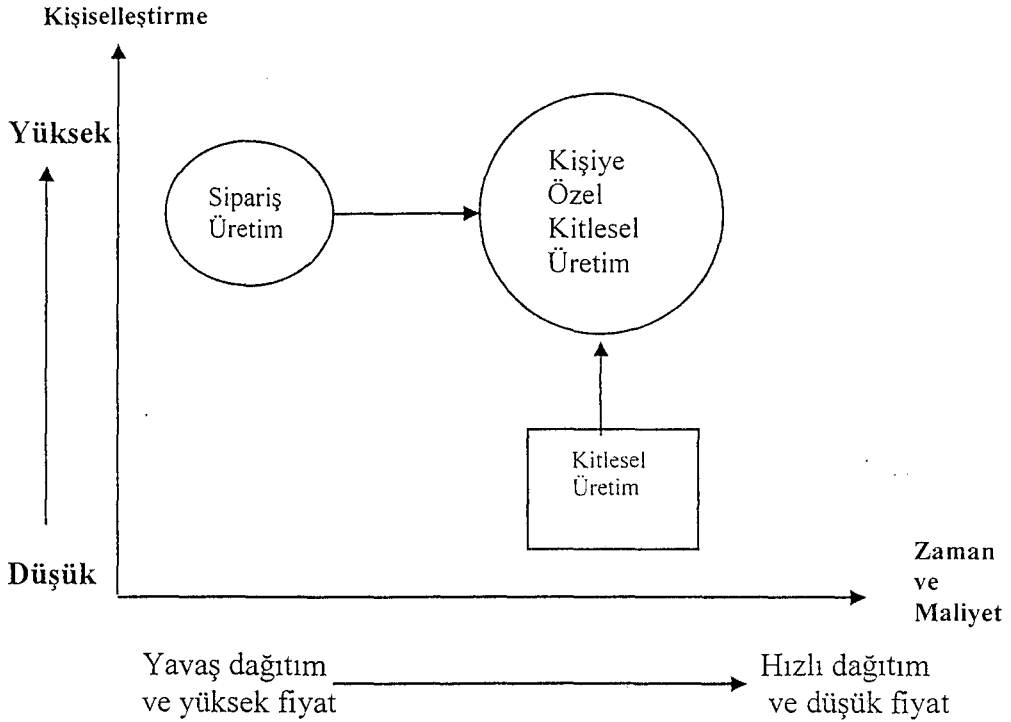 Kişiselleştirme
Yüksek
Sipariş
Üretim
Kişiye
Özel
Kitlesel
Üretim
Kitlesel
Üretim
Düşük
Zaman
ve
Maliyet
Yavaş dağıtım
ve yüksek fiyat
Hızlı dağıtım
ve düşük fiyat